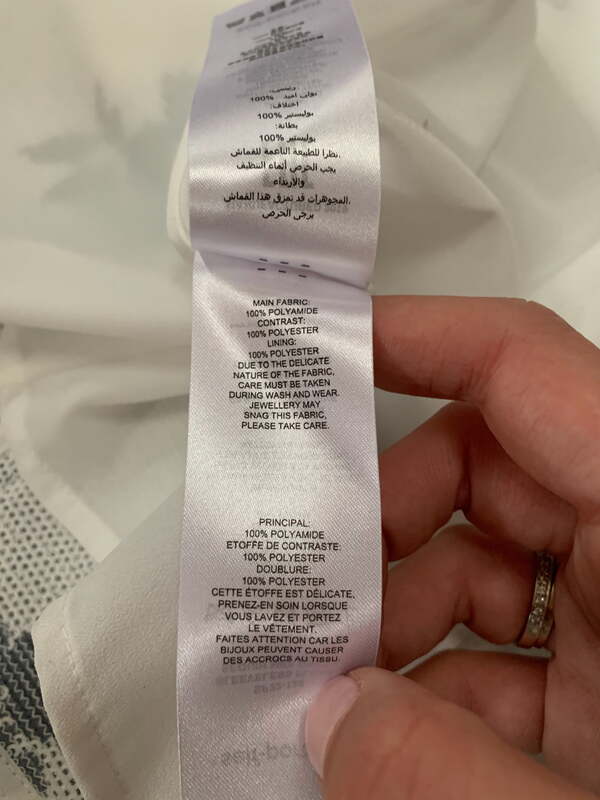 رئيسي:
بولي أميد %100
اختلاف:
بوليستير %100
بطانة:
بوليستير %100
نظرا للطبيعة الناعمة للقماش.
يجب الحرص أثناء التنظيف
والارتداء
المجوهرات قد تمزق هذا القماش.
يرجى الحرص
MAIN FABRIC:
100% POLYAMIDE
CONTRAST:
100% POLYESTER
LINING:
100% POLYESTER
DUE TO THE DELICATE
NATURE OF THE FABRIC,
CARE MUST BE TAKEN
DURING WASH AND WEAR.
JEWELLERY MAY
SNAG THIS FABRIC,
PLEASE TAKE CARE.
PRINCIPAL:
100% POLYAMIDE
ETOFFE DE CONTRASTE:
100% POLYESTER
DOUBLURE:
100% POLYESTER
CETTE ÉTOFFE EST DÉLICATE,
PRENEZ-EN SOIN LORSQUE
VOUS LAVEZ ET PORTEZ
LE VÊTEMENT.
FAITES ATTENTION CAR LES
BIJOUX PEUVENT CAUSER
DES ACCROCS AU TISSU.